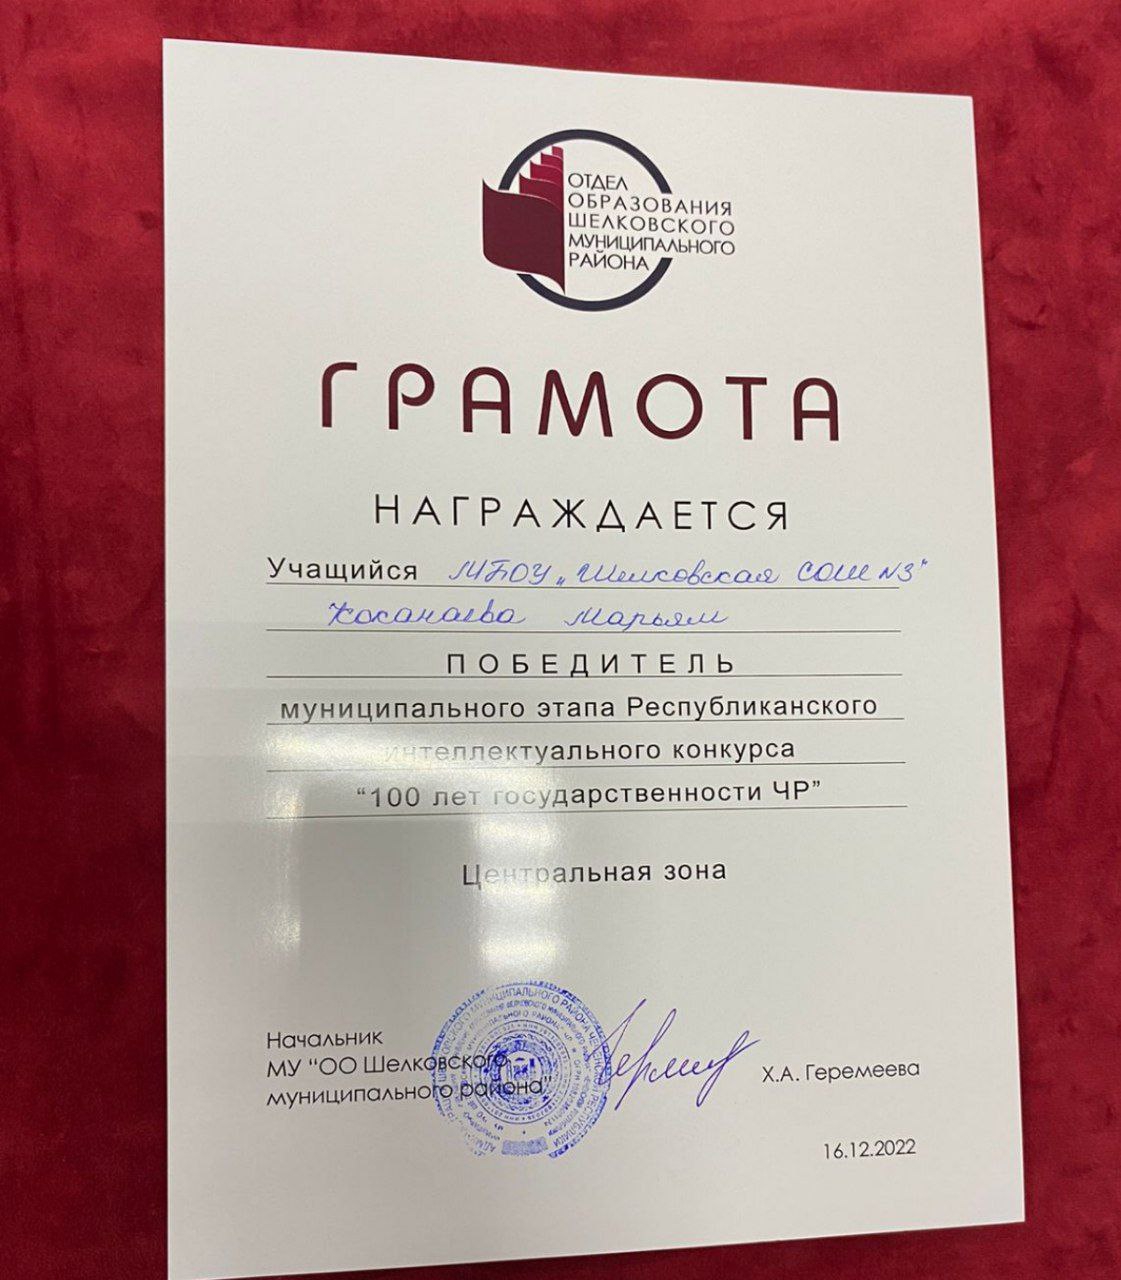 ОТДЕЛ
ОБРАЗОВАНИЯ
ШЕЛКОВСКОГО
МУНИЦИПАЛЬНОГО
РАЙОНА
ГРАМОТА
НАГРАЖДАЕТСЯ
Учащийся МБОУ „Шелковская СОШ №3"
Косанаева Марьям
ПОБЕДИТЕЛЬ
муниципального этапа Республиканского
интеллектуального конкурса
“100 лет государственности ЧР”
Центральная зона
Начальник
МУ “ОО Шелковского
муниципального района”
Х.А. Геремеева
16.12.2022